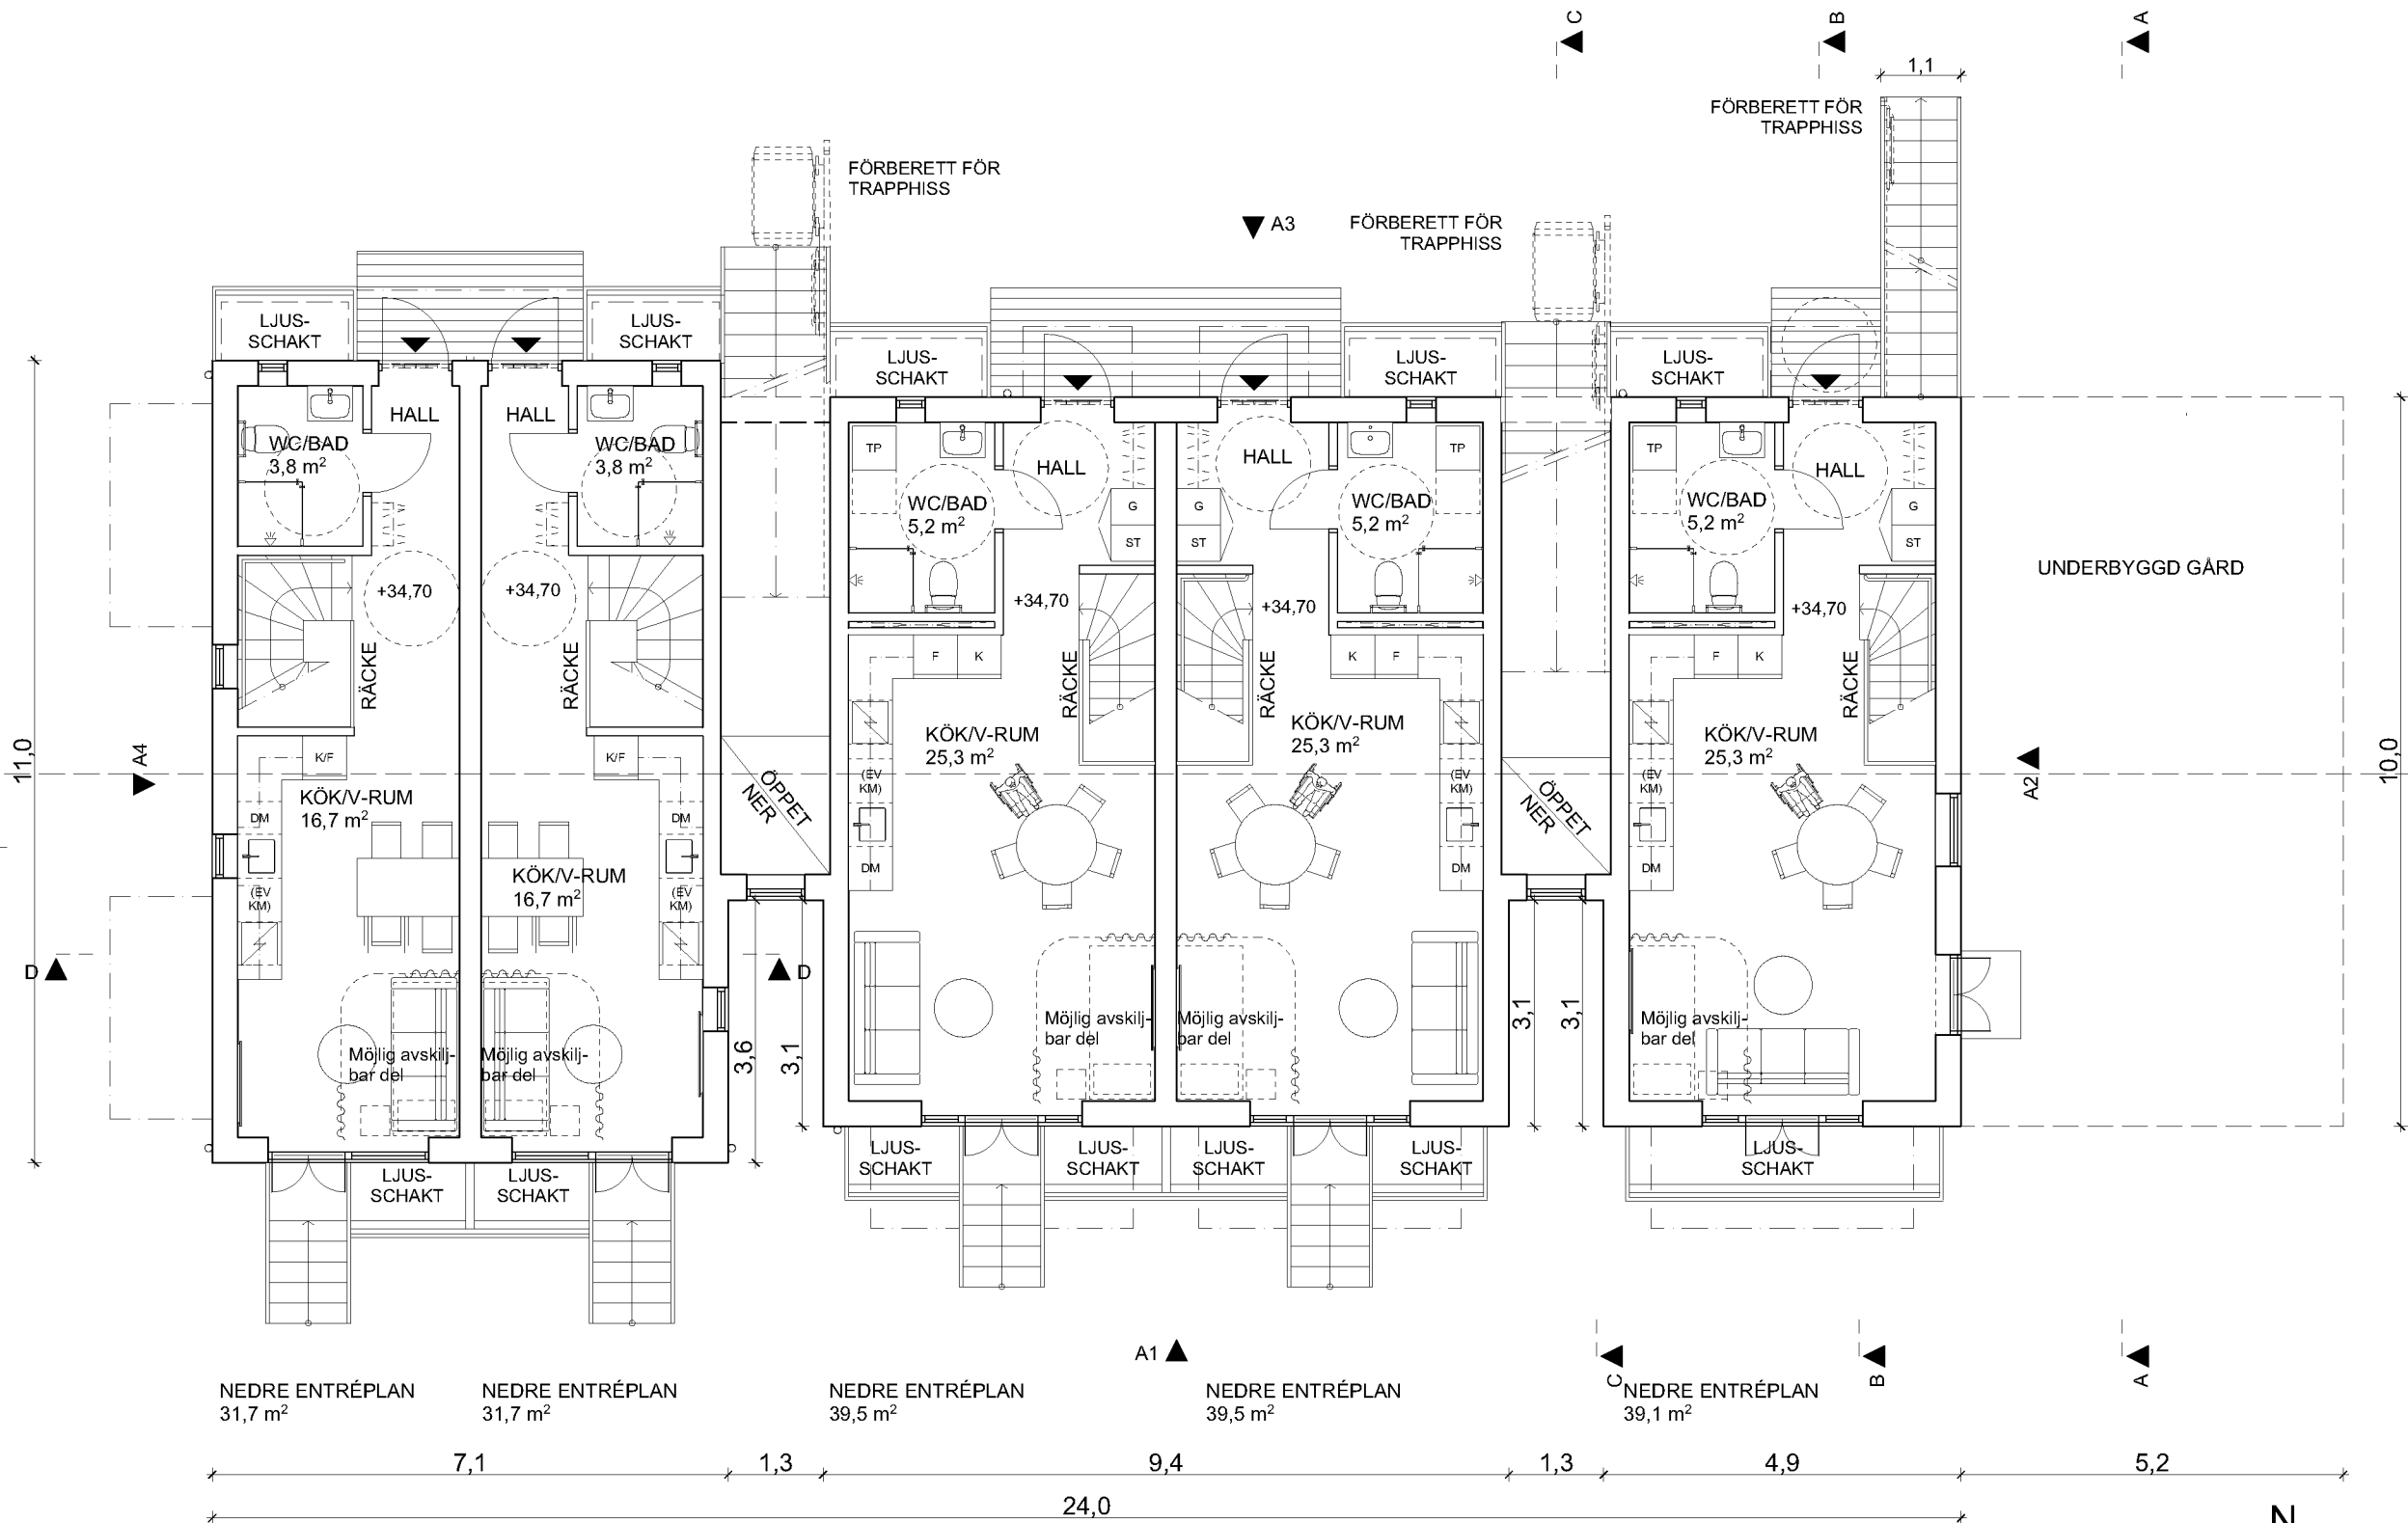 C
B
A
1,1
FÖRBERETT FÖR
TRAPPHISS
FÖRBERETT FÖR
TRAPPHISS
A3
FÖRBERETT FÖR
TRAPPHISS
LJUS-
SCHAKT
LJUS-
SCHAKT
LJUS-
SCHAKT
LJUS-
SCHAKT
LJUS-
SCHAKT
HALL
HALL
WC/BAD
3,8 m²
WC/BAD
3,8 m²
TP
HALL
HALL
TP
TP
HALL
WC/BAD
5,2 m²
WC/BAD
5,2 m²
WC/BAD
5,2 m²
G
ST
G
ST
G
ST
UNDERBYGGD GÅRD
+34,70
+34,70
+34,70
+34,70
+34,70
RÄCKE
RÄCKE
RÄCKE
RÄCKE
RÄCKE
F
K
K
F
F
K
K/F
K/F
KÖK/V-RUM
25,3 m²
KÖK/V-RUM
25,3 m²
KÖK/V-RUM
25,3 m²
11,0
A4
A2
10,0
ÖPPET
NER
ÖPPET
NER
(EV
KM)
(EV
KM)
(EV
KM)
KÖK/V-RUM
16,7 m²
DM
DM
KÖK/V-RUM
16,7 m²
DM
DM
DM
(EV
KM)
(EV
KM)
D
D
3,6
3,1
3,1
3,1
Möjlig avskilj-
bar del
Möjlig avskilj-
bar del
Möjlig avskilj-
bar del
Möjlig avskilj-
bar del
Möjlig avskilj-
bar del
LJUS-
SCHAKT
LJUS-
SCHAKT
LJUS-
SCHAKT
LJUS-
SCHAKT
LJUS-
SCHAKT
LJUS-
SCHAKT
LJUS-
SCHAKT
A1
C
B
A
NEDRE ENTRÉPLAN
31,7 m²
NEDRE ENTRÉPLAN
31,7 m²
NEDRE ENTRÉPLAN
39,5 m²
NEDRE ENTRÉPLAN
39,5 m²
NEDRE ENTRÉPLAN
39,1 m²
7,1
1,3
9,4
1,3
4,9
5,2
24,0
N